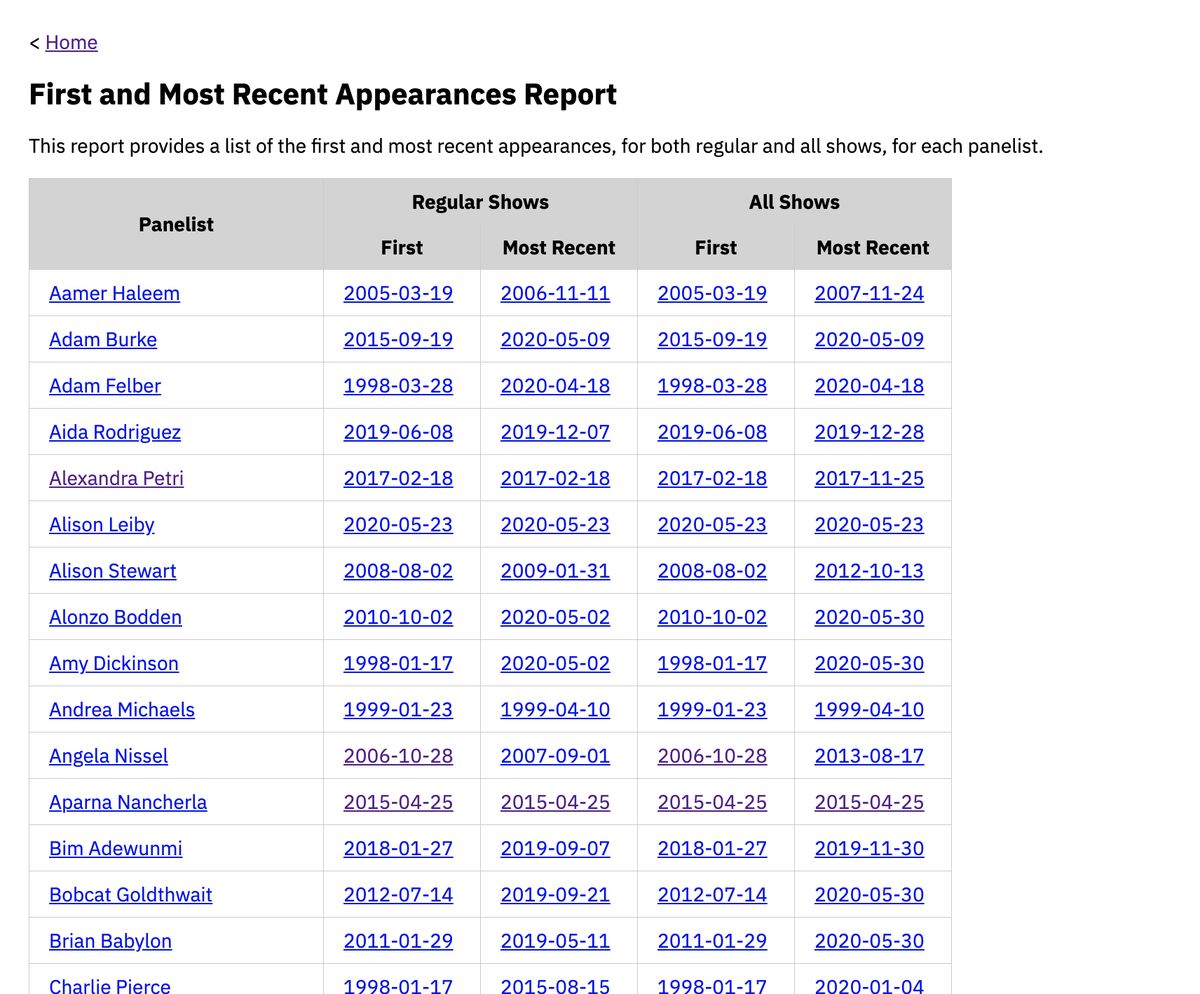 < Home
First and Most Recent Appearances Report
This report provides a list of the first and most recent appearances, for both regular and all shows, for each panelist.
Panelist Regular Shows All Shows
First Most Recent First Most Recent
Aamer Haleem 2005-03-19 2006-11-11 2005-03-19 2007-11-24
Adam Burke 2015-09-19 2020-05-09 2015-09-19 2020-05-09
Adam Felber 1998-03-28 2020-04-18 1998-03-28 2020-04-18
Aida Rodriguez 2019-06-08 2019-12-07 2019-06-08 2019-12-28
Alexandra Petri 2017-02-18 2017-02-18 2017-02-18 2017-11-25
Alison Leiby 2020-05-23 2020-05-23 2020-05-23 2020-05-23
Alison Stewart 2008-08-02 2009-01-31 2008-08-02 2012-10-13
Alonzo Bodden 2010-10-02 2020-05-02 2010-10-02 2020-05-30
Amy Dickinson 1998-01-17 2020-05-02 1998-01-17 2020-05-30
Andrea Michaels 1999-01-23 1999-04-10 1999-01-23 1999-04-10
Angela Nissel 2006-10-28 2007-09-01 2006-10-28 2013-08-17
Aparna Nancherla 2015-04-25 2015-04-25 2015-04-25 2015-04-25
Bim Adewunmi 2018-01-27 2019-09-07 2018-01-27 2019-11-30
Bobcat Goldthwait 2012-07-14 2019-09-21 2012-07-14 2020-05-30
Brian Babylon 2011-01-29 2019-05-11 2011-01-29 2020-05-30
Charlie Pierce 1998-01-17 2015-08-15 1998-01-17 2020-01-04